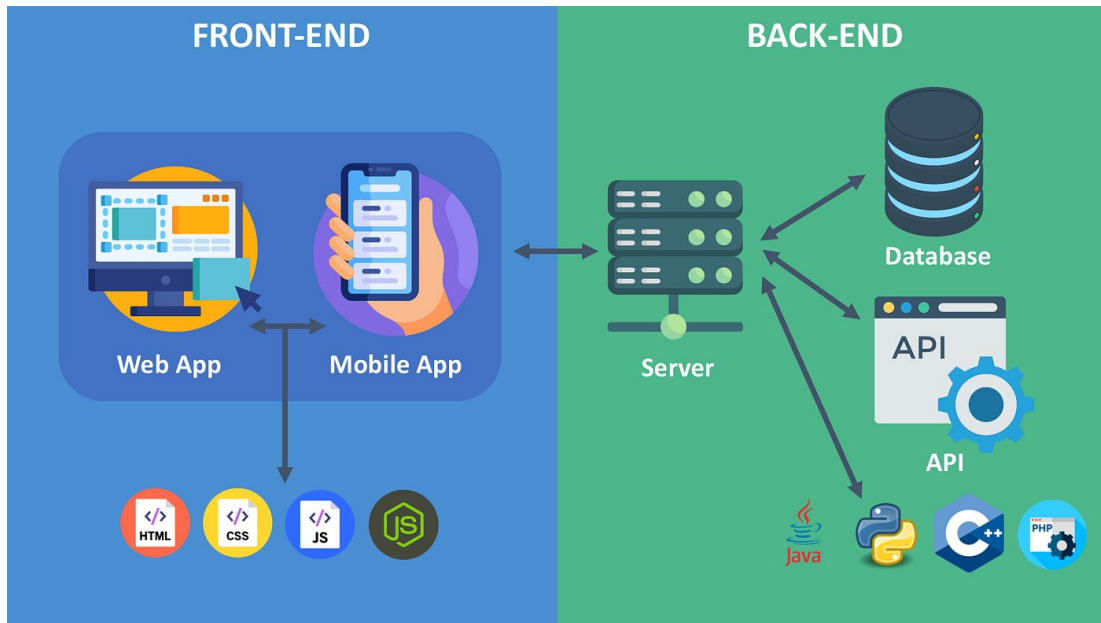 FRONT-END
BACK-END
Web App
Mobile App
Server
Database
API
API
</> HTML
</> CSS
</> JS
JS
Java
C++
PHP